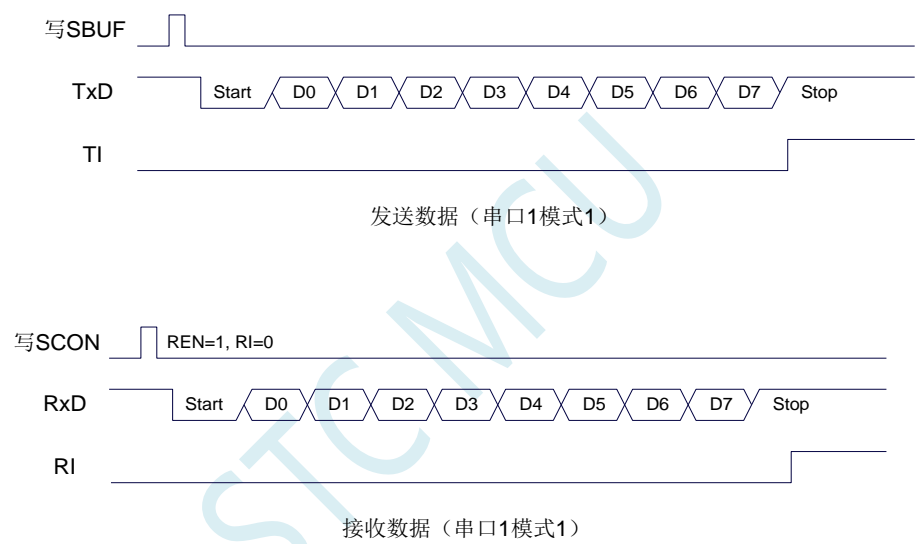 写SBUF
TxD Start D0 D1 D2 D3 D4 D5 D6 D7 Stop
TI
发送数据（串口1模式1）
写SCON REN=1, RI=0
RxD Start D0 D1 D2 D3 D4 D5 D6 D7 Stop
RI
接收数据（串口1模式1）
STC MCU